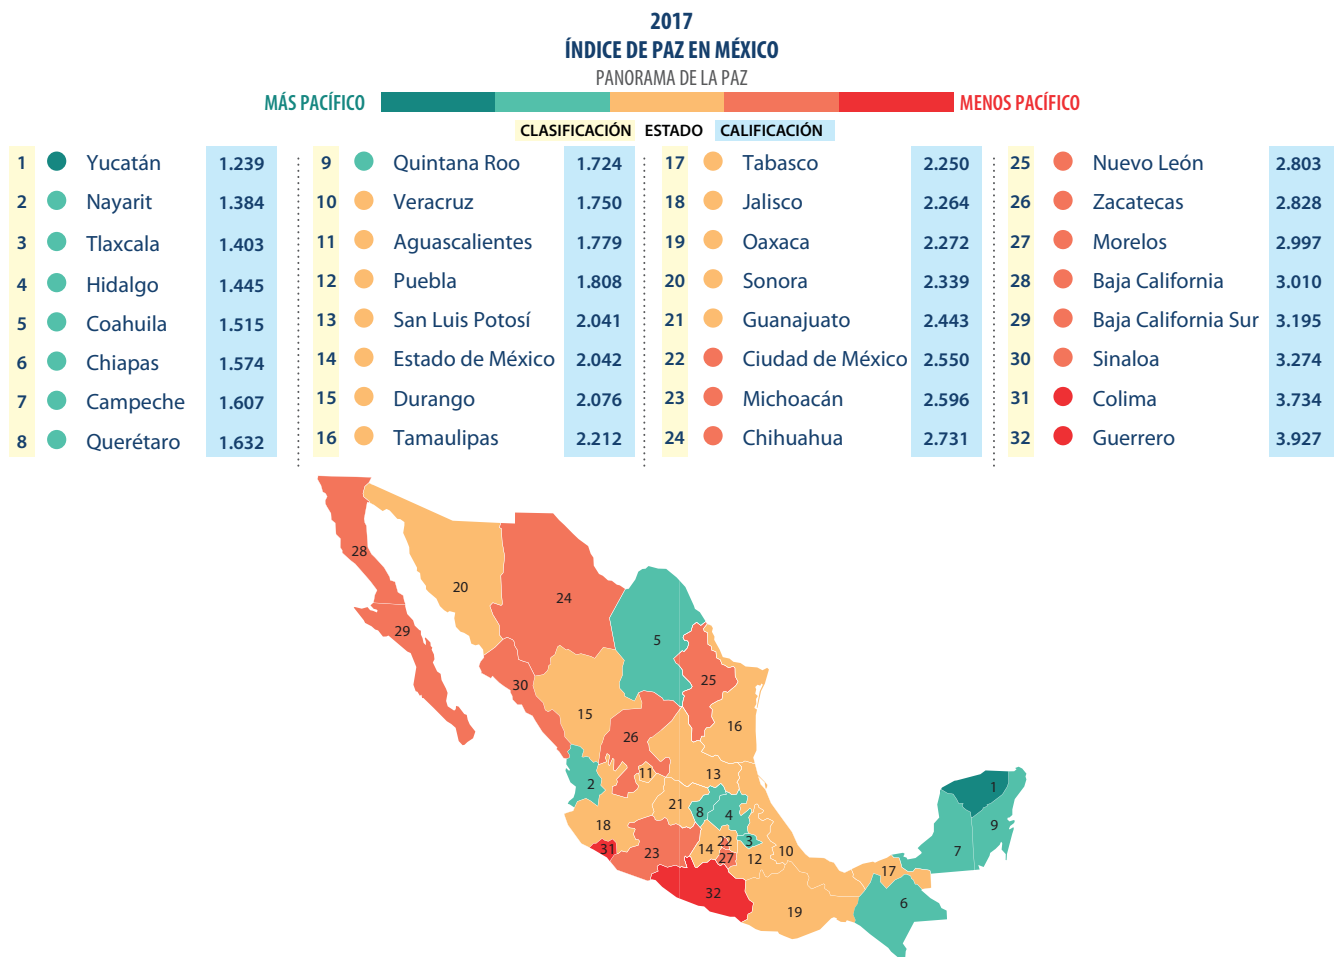 2017
ÍNDICE DE PAZ EN MÉXICO
PANORAMA DE LA PAZ
MÁS PACÍFICO
MENOS PACÍFICO
CLASIFICACIÓN ESTADO CALIFICACIÓN
1 Yucatán 1.239
2 Nayarit 1.384
3 Tlaxcala 1.403
4 Hidalgo 1.445
5 Coahuila 1.515
6 Chiapas 1.574
7 Campeche 1.607
8 Querétaro 1.632
9 Quintana Roo 1.724
10 Veracruz 1.750
11 Aguascalientes 1.779
12 Puebla 1.808
13 San Luis Potosí 2.041
14 Estado de México 2.042
15 Durango 2.076
16 Tamaulipas 2.212
17 Tabasco 2.250
18 Jalisco 2.264
19 Oaxaca 2.272
20 Sonora 2.339
21 Guanajuato 2.443
22 Ciudad de México 2.550
23 Michoacán 2.596
24 Chihuahua 2.731
25 Nuevo León 2.803
26 Zacatecas 2.828
27 Morelos 2.997
28 Baja California 3.010
29 Baja California Sur 3.195
30 Sinaloa 3.274
31 Colima 3.734
32 Guerrero 3.927
28
20
24
29
5
30
25
15
16
26
11
13
2
1
21
8
4
18
9
22
3
31
23
14
27
12
10
7
17
32
6
19